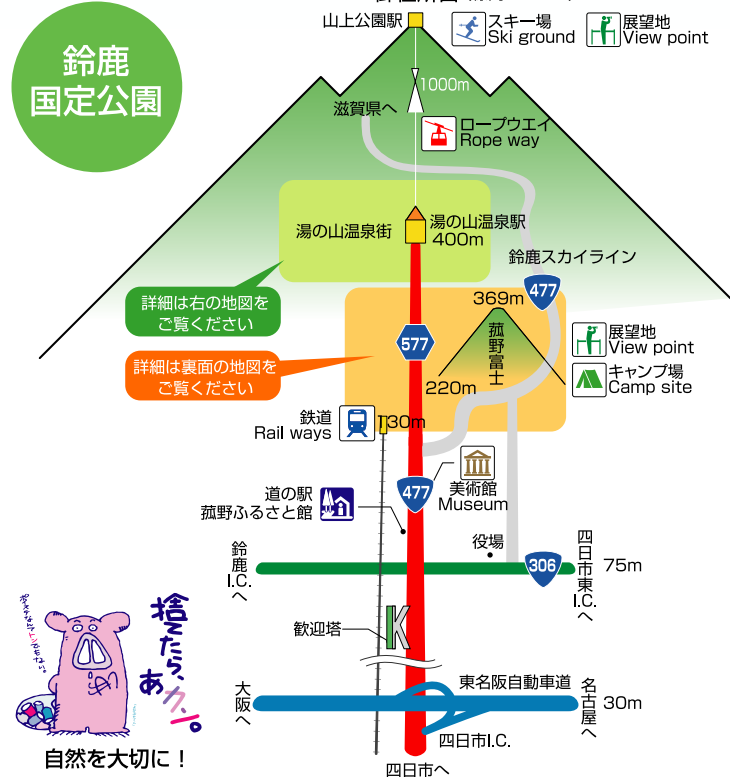 鈴鹿
国定公園
山上公園駅
スキー場
Ski ground
展望地
View point
1000m
滋賀県へ
ロープウエイ
Rope way
湯の山温泉街
湯の山温泉駅
400m
鈴鹿スカイライン
477
369m
詳細は右の地図を
ご覧ください
577
菰野富士
展望地
View point
詳細は裏面の地図を
ご覧ください
220m
キャンプ場
Camp site
鉄道
Rail ways
130m
477
美術館
Museum
道の駅
菰野ふるさと館
役場
鈴鹿I.C.へ
306
四日市東I.C.へ
75m
歓迎塔
K
捨てたら、
あカン。
大阪へ
東名阪自動車道
名古屋へ
30m
四日市I.C.
自然を大切に！
四日市へ